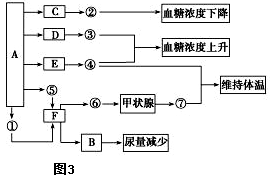 C ② 血糖浓度下降
D ③
A 血糖浓度上升
E ④
⑤ 维持体温
F ⑥ 甲状腺 ⑦
①
B 尿量减少
图3